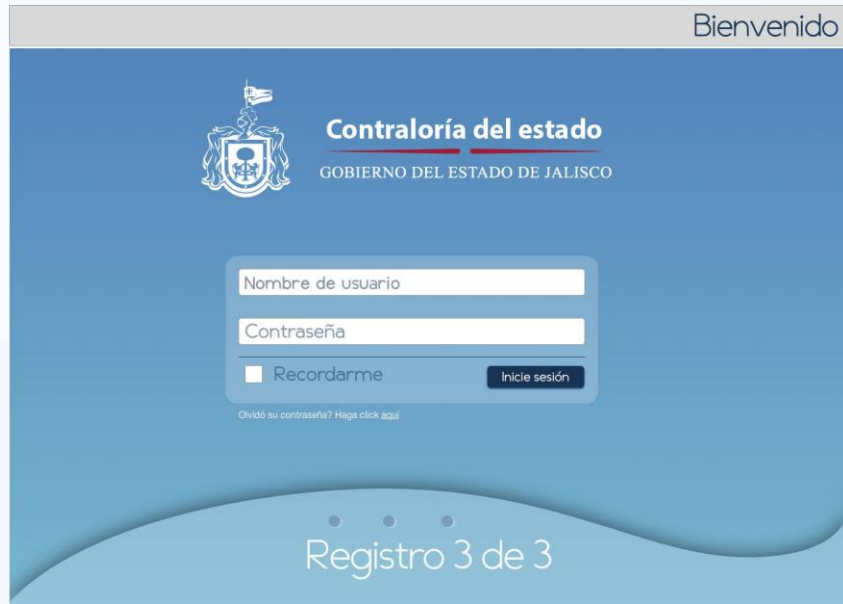 Bienvenido
Contraloría del estado
GOBIERNO DEL ESTADO DE JALISCO
Nombre de usuario
Contraseña
Recordarme
Inicie sesión
Olvidó su contraseña? Haga click aquí
Registro 3 de 3